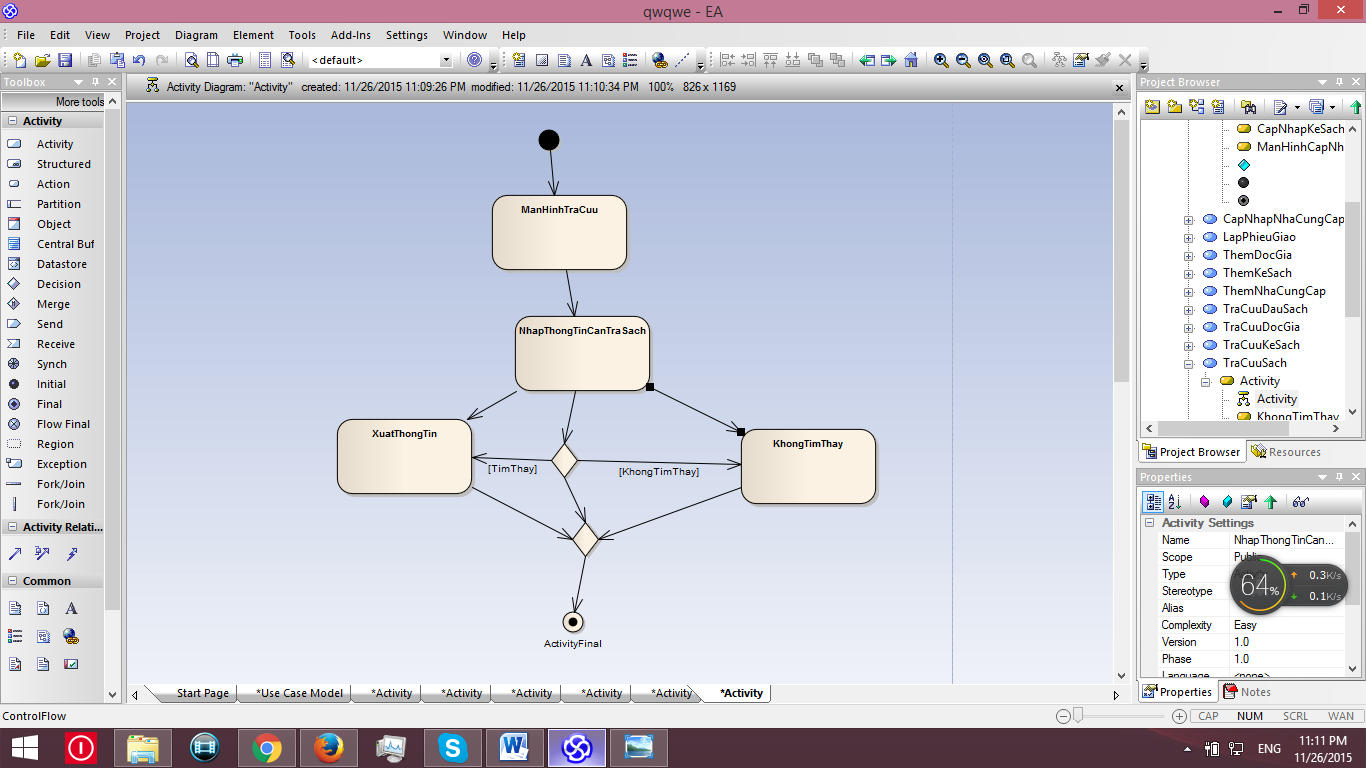 qwqwe - EA
File Edit View Project Diagram Element Tools Add-Ins Settings Window Help
<default>
Toolbox
More tools
Activity
Activity
Structured
Action
Partition
Object
Central Buf
Datastore
Decision
Merge
Send
Receive
Synch
Initial
Final
Flow Final
Region
Exception
Fork/Join
Fork/Join
Activity Relati...
Common
Activity Diagram: "Activity" created: 11/26/2015 11:09:26 PM modified: 11/26/2015 11:10:34 PM 100% 826 x 1169
ManHinhTraCuu
NhapThongTinCanTraSach
XuatThongTin
KhongTimThay
[TimThay]
[KhongTimThay]
ActivityFinal
Start Page *Use Case Model *Activity *Activity *Activity *Activity *Activity *Activity
Project Browser
CapNhapKeSach
ManHinhCapNh
CapNhapNhaCungCap
LapPhieuGiao
ThemDocGia
ThemKeSach
ThemNhaCungCap
TraCuuDauSach
TraCuuDocGia
TraCuuKeSach
TraCuuSach
Activity
Activity
KhongTimThay
Project Browser Resources
Properties
Activity Settings
Name NhapThongTinCan...
Scope Public
Type
Stereotype
Alias
Complexity Easy
Version 1.0
Phase 1.0
Language <none>
64%
0.3K/s
0.1K/s
Properties Notes
ControlFlow
CAP NUM SCRL WAN
ENG
11:11 PM
11/26/2015